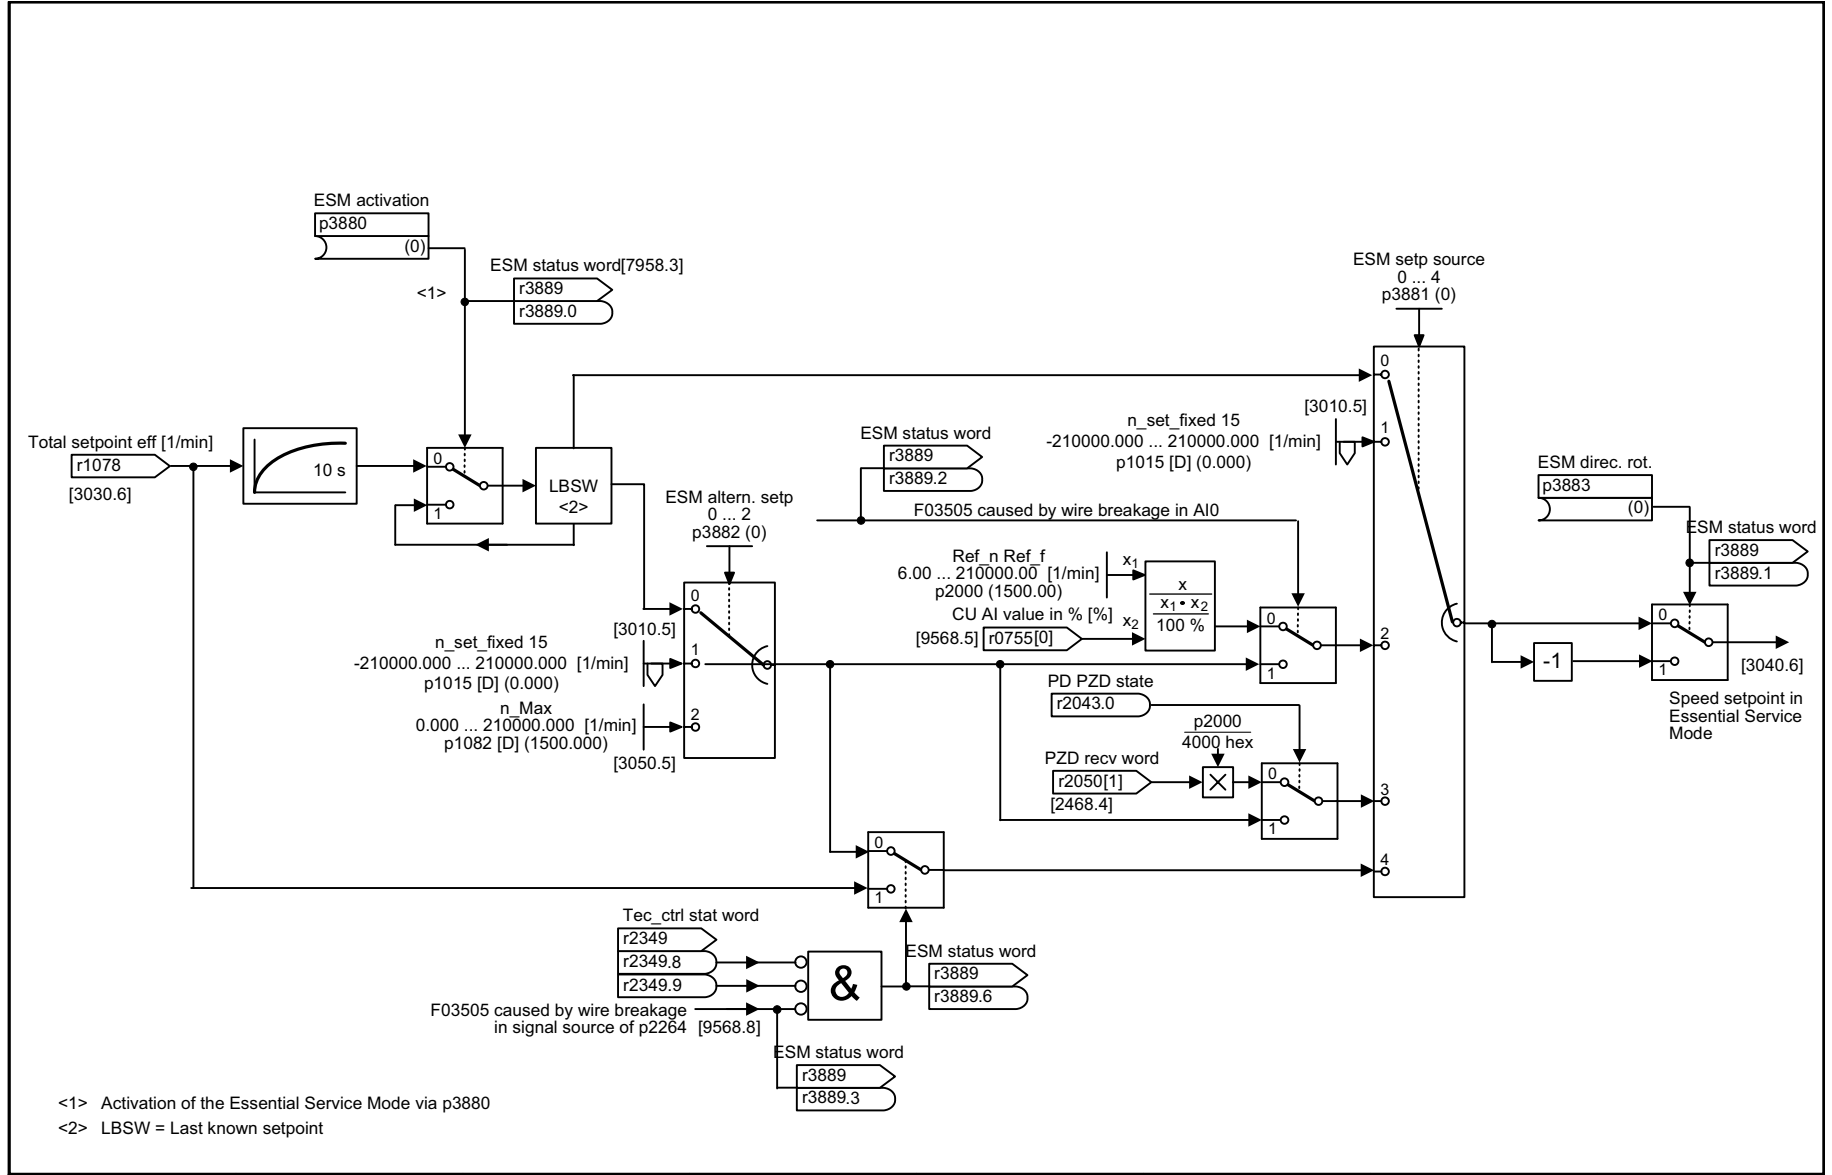 ESM activation
p3880
(0)
ESM status word[7958.3]
<1>
r3889
r3889.0
ESM setp source
0 ... 4
p3881 (0)
Total setpoint eff [1/min]
r1078
[3030.6]
10 s
0
1
LBSW
<2>
ESM altern. setp
0 ... 2
p3882 (0)
ESM status word
r3889
r3889.2
F03505 caused by wire breakage in AI0
[3010.5]
n_set_fixed 15
-210000.000 ... 210000.000 [1/min]
p1015 [D] (0.000)
0
1
2
3
4
ESM direc. rot.
p3883
(0)
ESM status word
r3889
r3889.1
Ref_n Ref_f
6.00 ... 210000.00 [1/min]
p2000 (1500.00)
CU AI value in % [%]
[9568.5]
r0755[0]
x1
x2
x
x1 • x2
100 %
0
1
[3010.5]
n_set_fixed 15
-210000.000 ... 210000.000 [1/min]
p1015 [D] (0.000)
n_Max
0.000 ... 210000.000 [1/min]
p1082 [D] (1500.000)
[3050.5]
0
1
2
-1
0
1
[3040.6]
Speed setpoint in
Essential Service
Mode
PD PZD state
r2043.0
p2000
4000 hex
PZD recv word
r2050[1]
[2468.4]
0
1
0
1
Tec_ctrl stat word
r2349
r2349.8
r2349.9
F03505 caused by wire breakage
in signal source of p2264 [9568.8]
&
ESM status word
r3889
r3889.6
ESM status word
r3889
r3889.3
<1> Activation of the Essential Service Mode via p3880
<2> LBSW = Last known setpoint